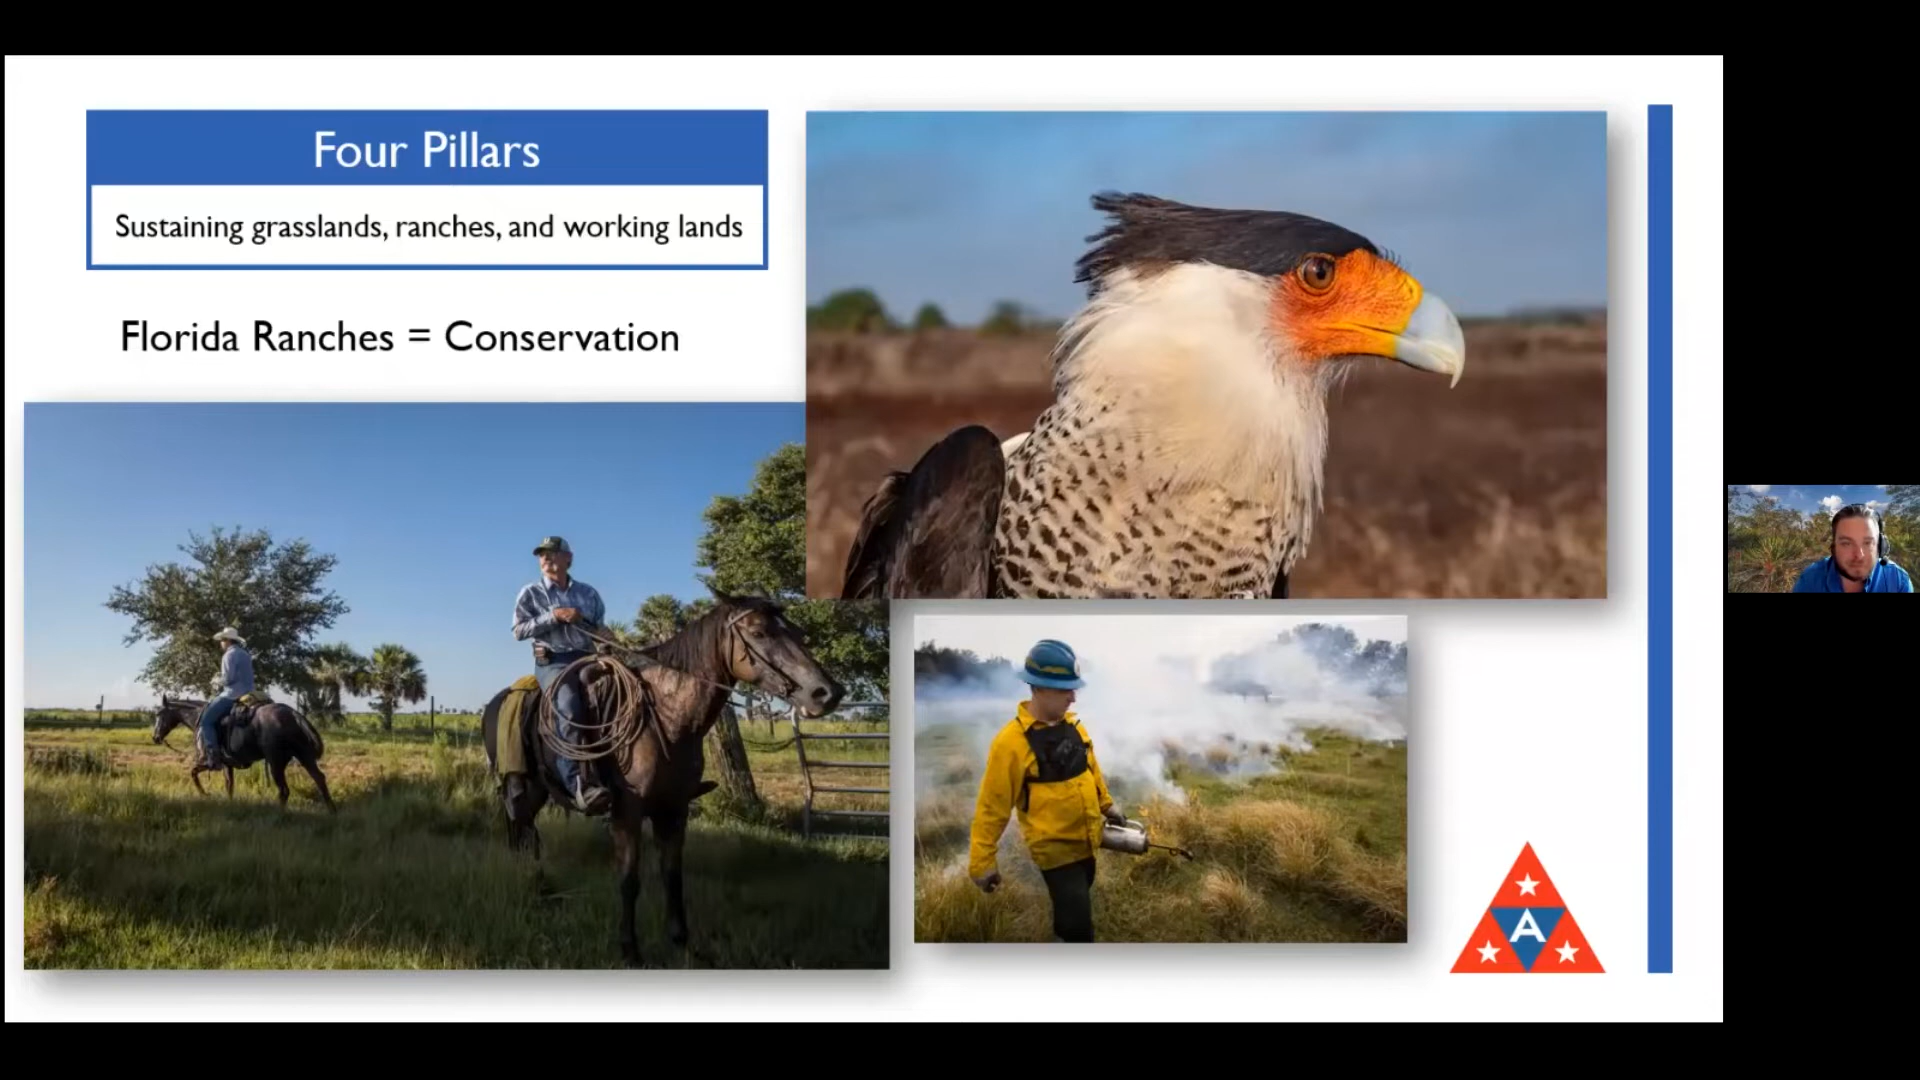 Four Pillars
Sustaining grasslands, ranches, and working lands
Florida Ranches = Conservation
A